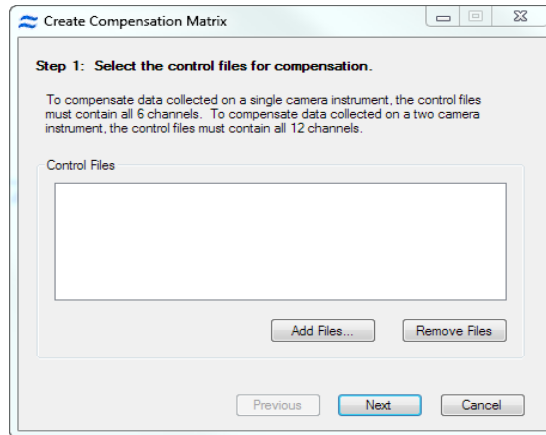 Create Compensation Matrix
Step 1:  Select the control files for compensation.
To compensate data collected on a single camera instrument, the control files
must contain all 6 channels.  To compensate data collected on a two camera
instrument, the control files must contain all 12 channels.
Control Files
Add Files...
Remove Files
Previous
Next
Cancel